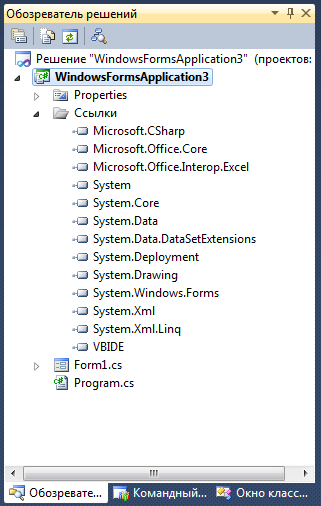 Обозреватель решений
Решение "WindowsFormsApplication3" (проектов:
WindowsFormsApplication3
Properties
Ссылки
Microsoft.CSharp
Microsoft.Office.Core
Microsoft.Office.Interop.Excel
System
System.Core
System.Data
System.Data.DataSetExtensions
System.Deployment
System.Drawing
System.Windows.Forms
System.Xml
System.Xml.Linq
VBIDE
Form1.cs
Program.cs
Обозревате... Командный... Окно класс...